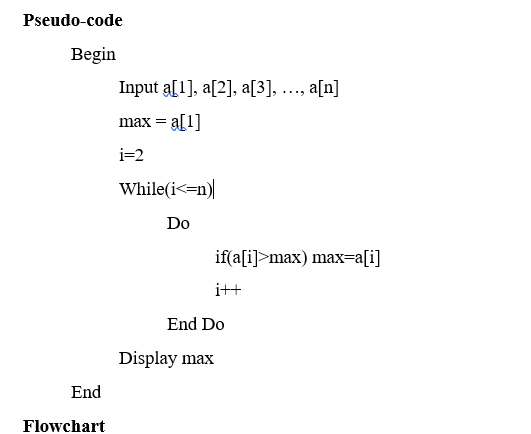 Pseudo-code
Begin
Input a[1], a[2], a[3], …, a[n]
max = a[1]
i=2
While(i<=n)
Do
if(a[i]>max) max=a[i]
i++
End Do
Display max
End
Flowchart